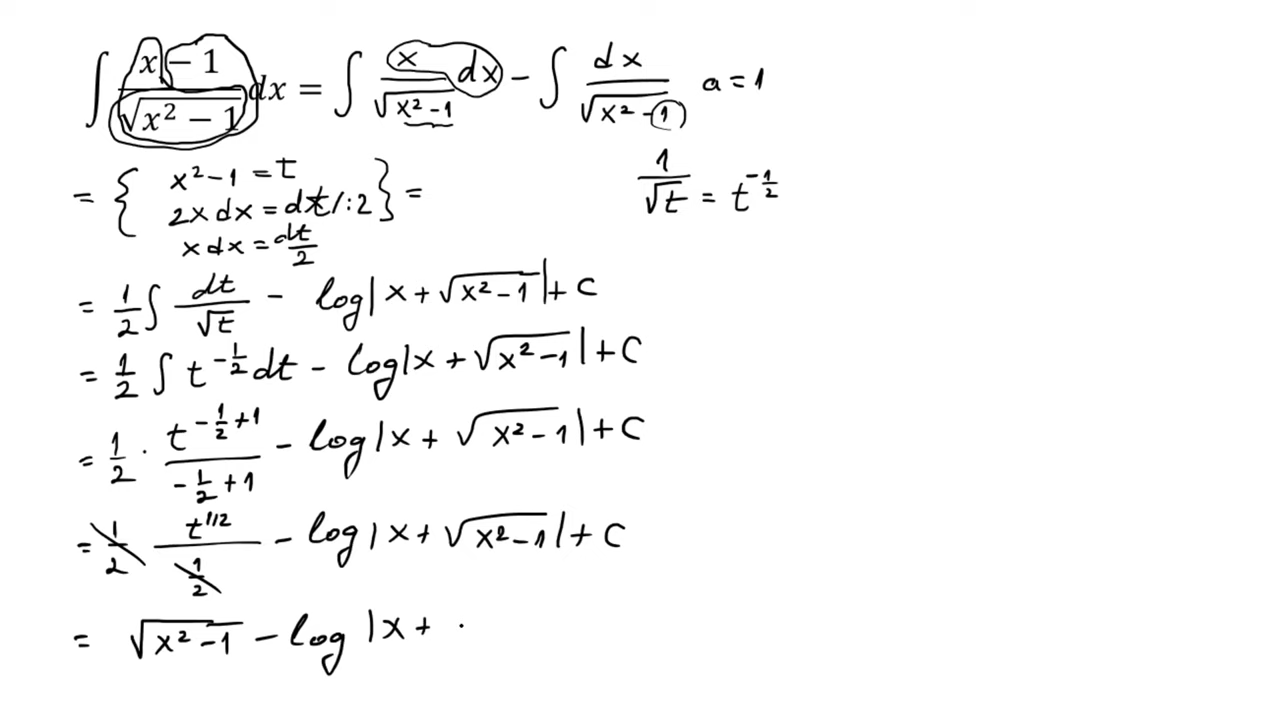 ∫ x − 1 / √(x² − 1) dx = ∫ x / √(x² − 1) dx − ∫ dx / √(x² − 1) a = 1
= { x² − 1 = t
2x dx = dt /:2 } = 1/√t = t^(−1/2)
x dx = dt/2
= 1/2 ∫ dt/√t − log|x + √(x² − 1)| + C
= 1/2 ∫ t^(−1/2) dt − log|x + √(x² − 1)| + C
= 1/2 · t^(−1/2 + 1) / (−1/2 + 1) − log|x + √(x² − 1)| + C
= 1/2 t^(1/2) / (1/2) − log|x + √(x² − 1)| + C
= √(x² − 1) − log|x + .